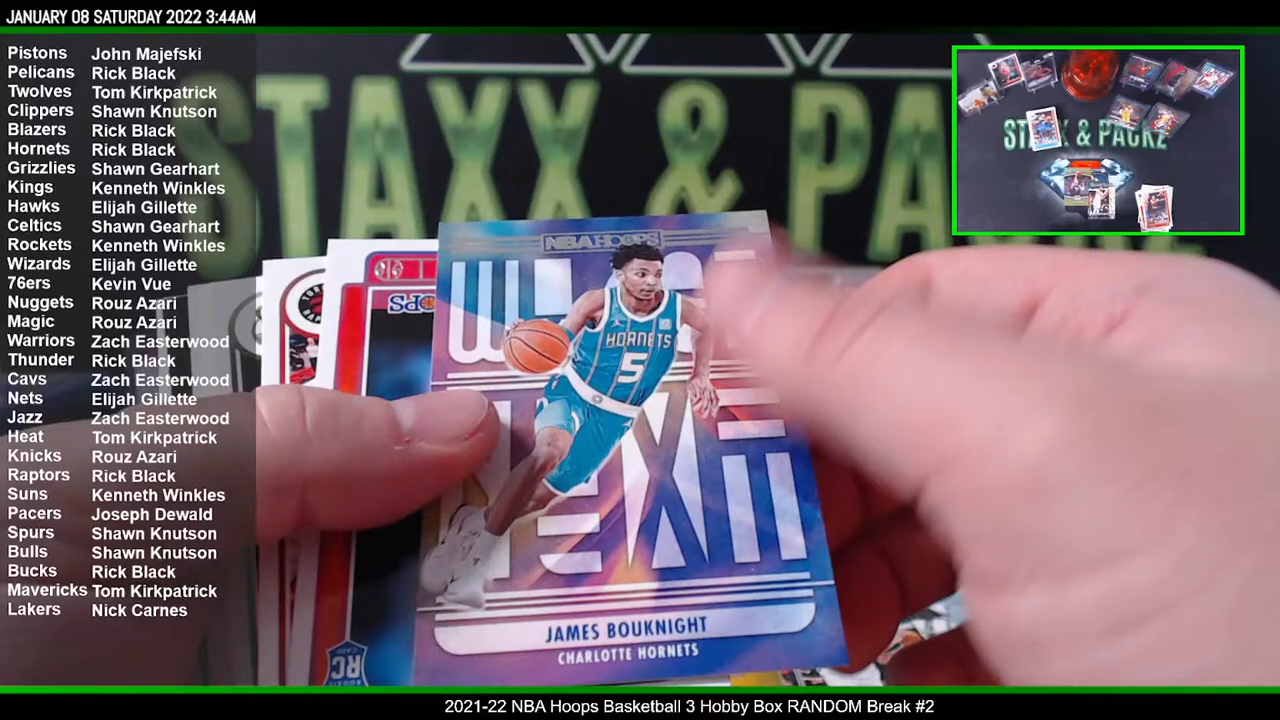 JANUARY 08 SATURDAY 2022 3:44AM
Pistons John Majefski
Pelicans Rick Black
Twolves Tom Kirkpatrick
Clippers Shawn Knutson
Blazers Rick Black
Hornets Rick Black
Grizzlies Shawn Gearhart
Kings Kenneth Winkles
Hawks Elijah Gillette
Celtics Shawn Gearhart
Rockets Kenneth Winkles
Wizards Elijah Gillette
76ers Kevin Vue
Nuggets Rouz Azari
Magic Rouz Azari
Warriors Zach Easterwood
Thunder Rick Black
Cavs Zach Easterwood
Nets Elijah Gillette
Jazz Zach Easterwood
Heat Tom Kirkpatrick
Knicks Rouz Azari
Raptors Rick Black
Suns Kenneth Winkles
Pacers Joseph Dewald
Spurs Shawn Knutson
Bulls Shawn Knutson
Bucks Rick Black
Mavericks Tom Kirkpatrick
Lakers Nick Carnes
STAXX & PACKZ
NBA HOOPS
HORNETS
5
JAMES BOUKNIGHT
CHARLOTTE HORNETS
RC
2021-22 NBA Hoops Basketball 3 Hobby Box RANDOM Break #2